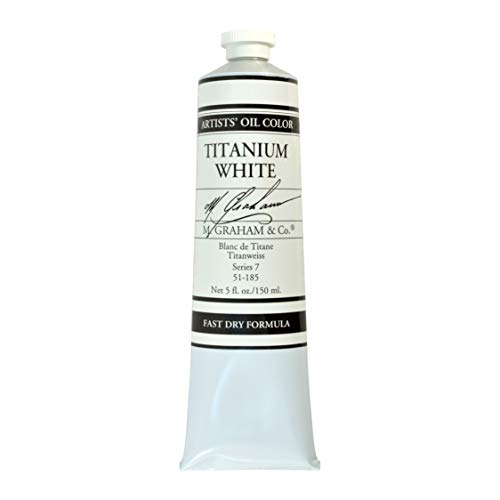 ARTISTS' OIL COLOR
TITANIUM
WHITE
M. Graham
M. GRAHAM & Co.®
Blanc de Titane
Titanweiss
Series 7
51-185
Net 5 fl. oz./150 ml.
FAST DRY FORMULA